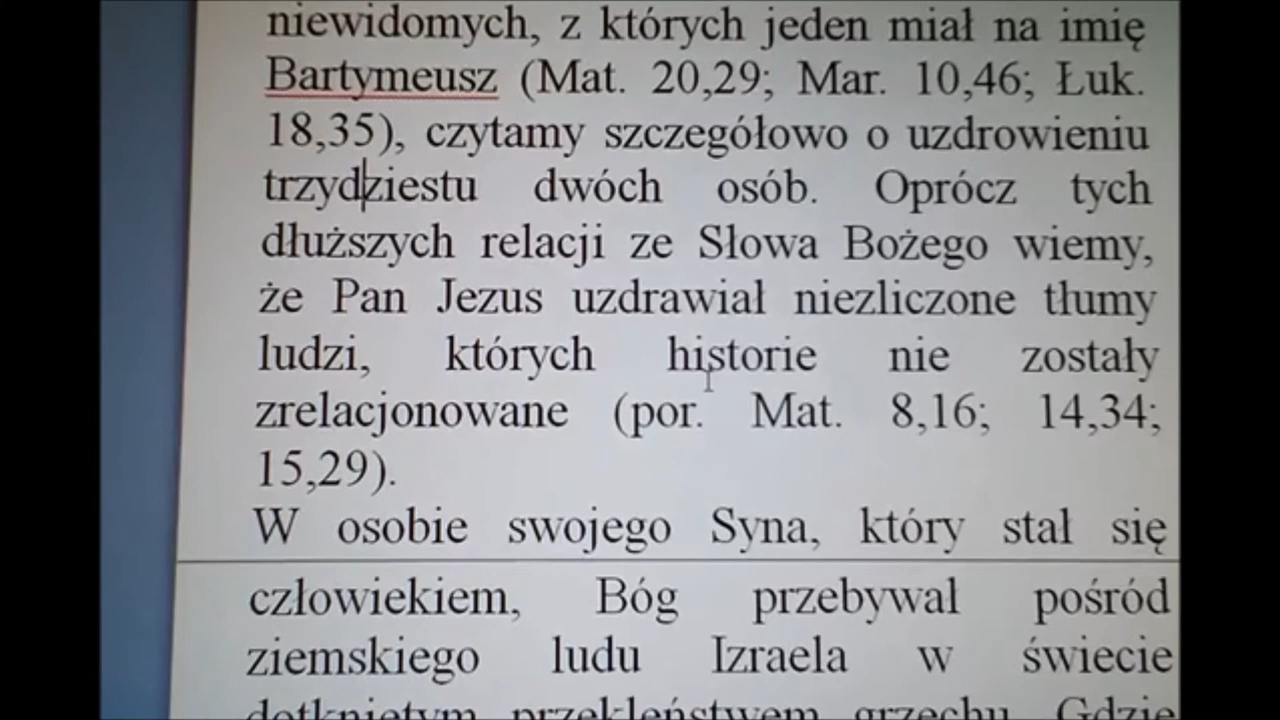 niewidomych, z których jeden miał na imię
Bartymeusz (Mat. 20,29; Mar. 10,46; Łuk.
18,35), czytamy szczegółowo o uzdrowieniu
trzydziestu dwóch osób. Oprócz tych
dłuższych relacji ze Słowa Bożego wiemy,
że Pan Jezus uzdrawiał niezliczone tłumy
ludzi, których historie nie zostały
zrelacjonowane (por. Mat. 8,16; 14,34;
15,29).
W osobie swojego Syna, który stał się
człowiekiem, Bóg przebywał pośród
ziemskiego ludu Izraela w świecie
dotkniętym przekleństwem grzechu. Gdzie